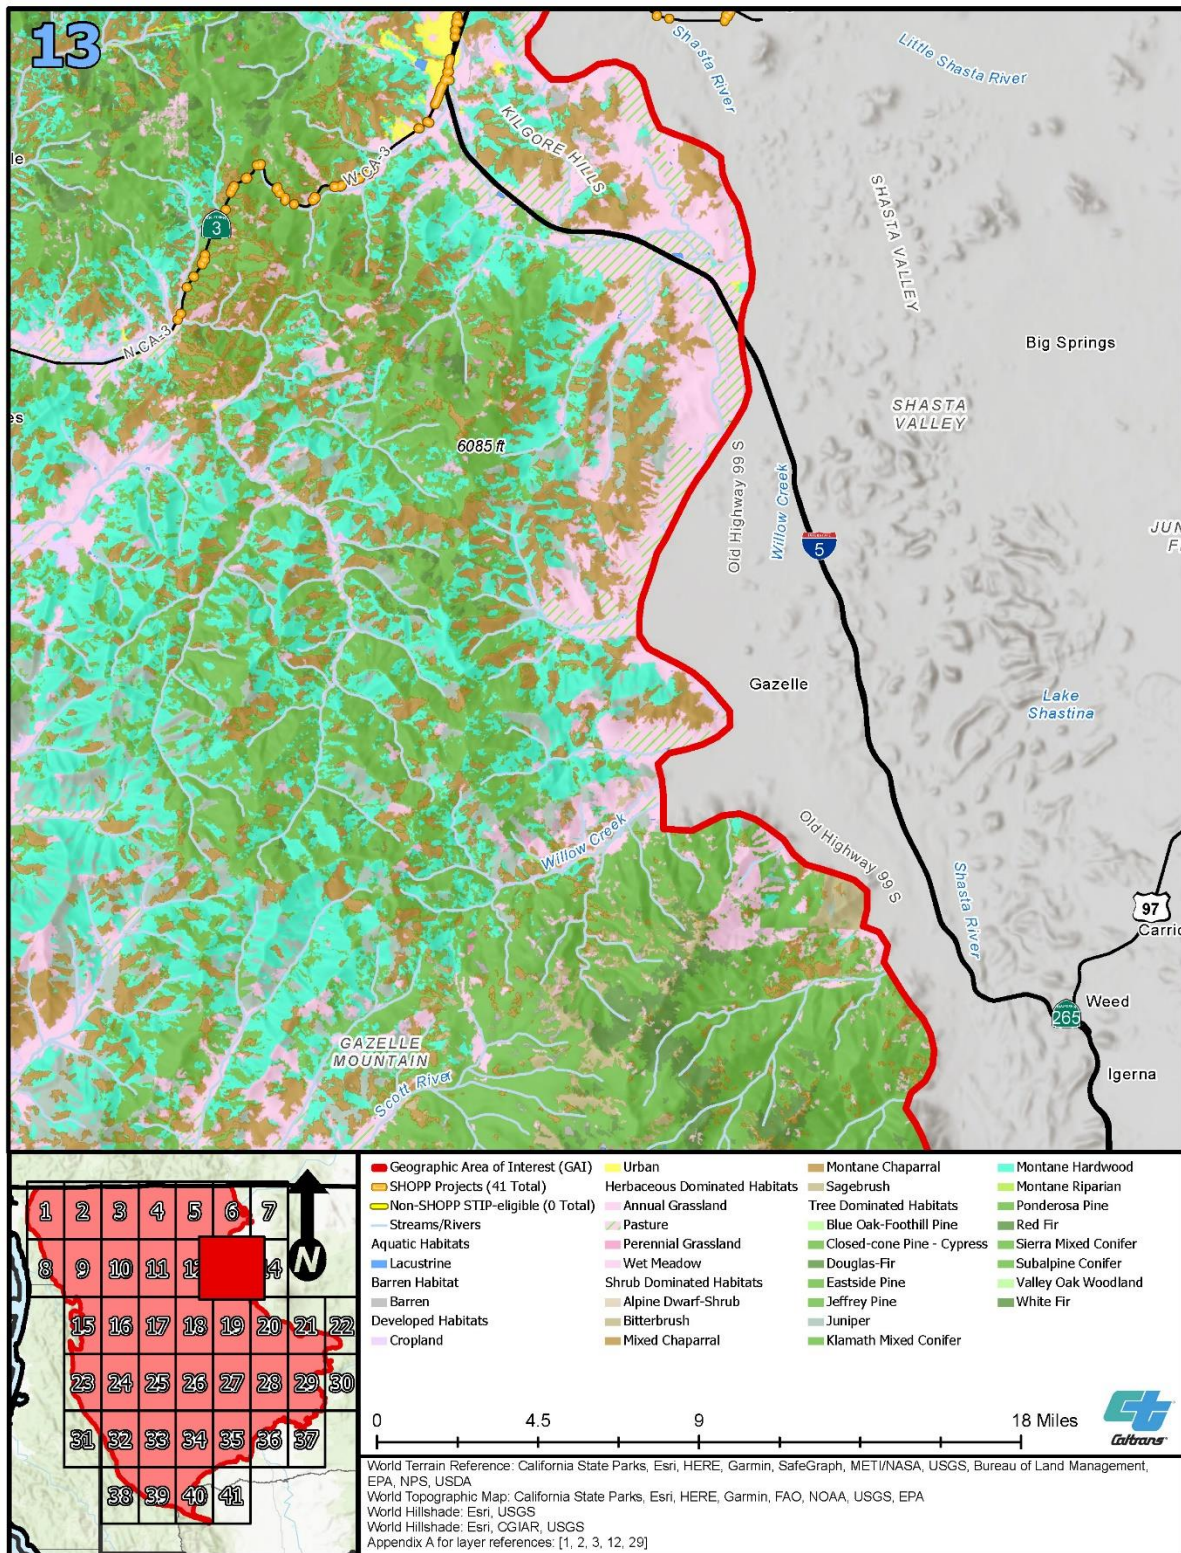 13
Shasta River
Little Shasta River
KILGORE HILLS
le
W CA-3
3
SHASTA VALLEY
N CA-3
Big Springs
es
SHASTA
VALLEY
6085 ft
Old Highway 99 S
Willow Creek
JUN
F
5
Gazelle
Lake
Shastina
Willow Creek
Old Highway 99 S
Shasta River
97
Carric
Weed
265
GAZELLE
MOUNTAIN
Igerna
Scott River
1 2 3 4 5 6 7
8 9 10 11 12 14
15 16 17 18 19 20 21 22
23 24 25 26 27 28 29 30
31 32 33 34 35 36 37
38 39 40 41
N
Geographic Area of Interest (GAI)
SHOPP Projects (41 Total)
Non-SHOPP STIP-eligible (0 Total)
Streams/Rivers
Aquatic Habitats
Lacustrine
Barren Habitat
Barren
Developed Habitats
Cropland
Urban
Herbaceous Dominated Habitats
Annual Grassland
Pasture
Perennial Grassland
Wet Meadow
Shrub Dominated Habitats
Alpine Dwarf-Shrub
Bitterbrush
Mixed Chaparral
Montane Chaparral
Sagebrush
Tree Dominated Habitats
Blue Oak-Foothill Pine
Closed-cone Pine - Cypress
Douglas-Fir
Eastside Pine
Jeffrey Pine
Juniper
Klamath Mixed Conifer
Montane Hardwood
Montane Riparian
Ponderosa Pine
Red Fir
Sierra Mixed Conifer
Subalpine Conifer
Valley Oak Woodland
White Fir
0 4.5 9 18 Miles
Caltrans
World Terrain Reference: California State Parks, Esri, HERE, Garmin, SafeGraph, METI/NASA, USGS, Bureau of Land Management,
EPA, NPS, USDA
World Topographic Map: California State Parks, Esri, HERE, Garmin, FAO, NOAA, USGS, EPA
World Hillshade: Esri, USGS
World Hillshade: Esri, CGIAR, USGS
Appendix A for layer references: [1, 2, 3, 12, 29]